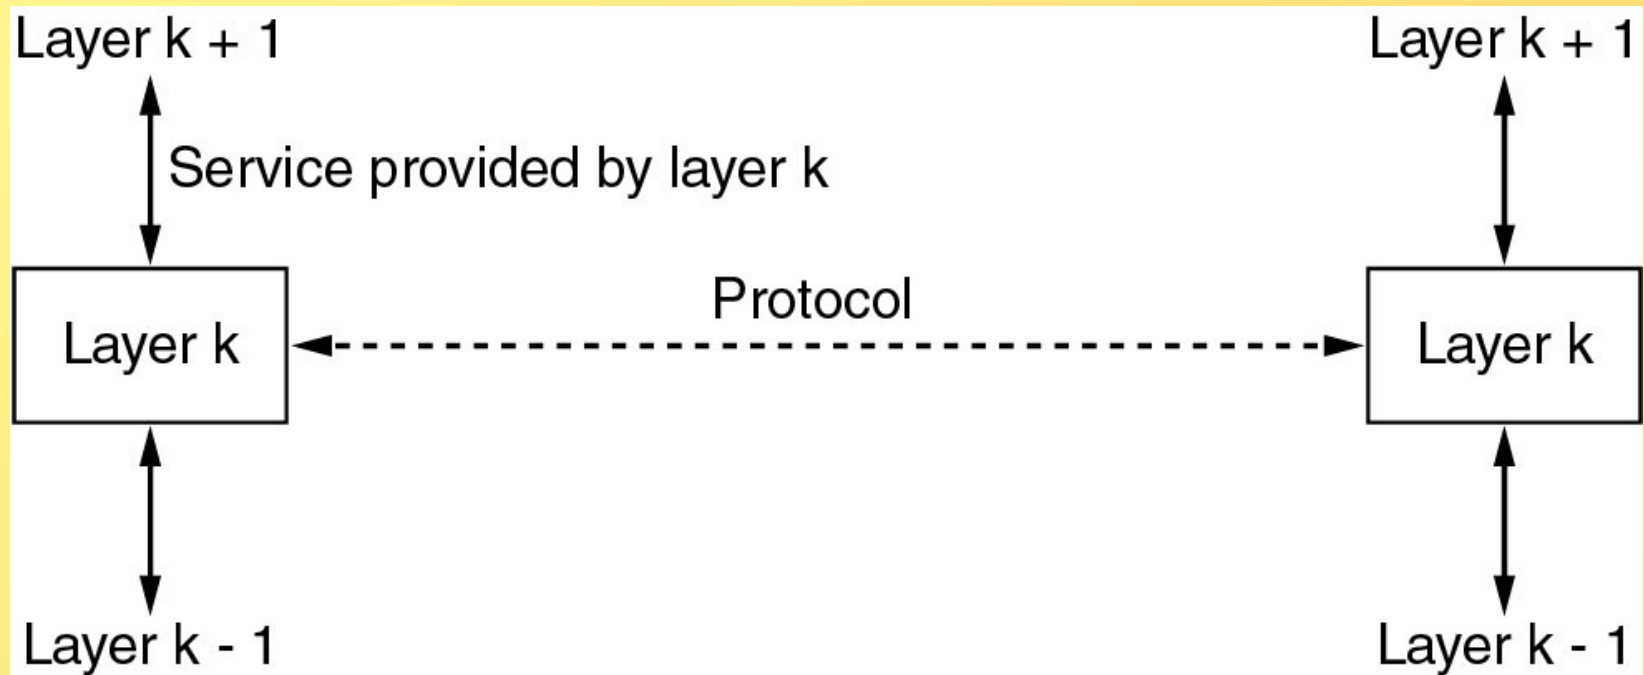 Layer k + 1
Layer k + 1
Service provided by layer k
Protocol
Layer k
Layer k
Layer k - 1
Layer k - 1